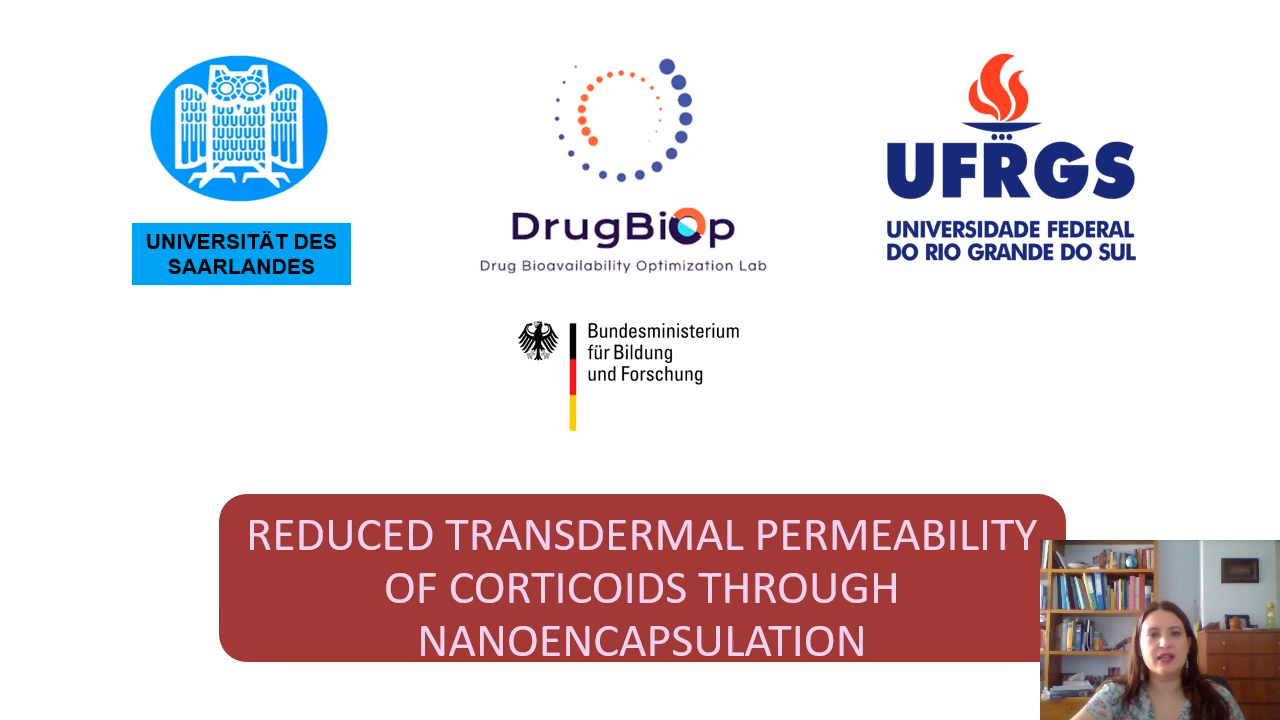 UNIVERSITÄT DES
SAARLANDES
DrugBiOp
Drug Bioavailability Optimization Lab
UFRGS
UNIVERSIDADE FEDERAL
DO RIO GRANDE DO SUL
Bundesministerium
für Bildung
und Forschung
REDUCED TRANSDERMAL PERMEABILITY
OF CORTICOIDS THROUGH
NANOENCAPSULATION